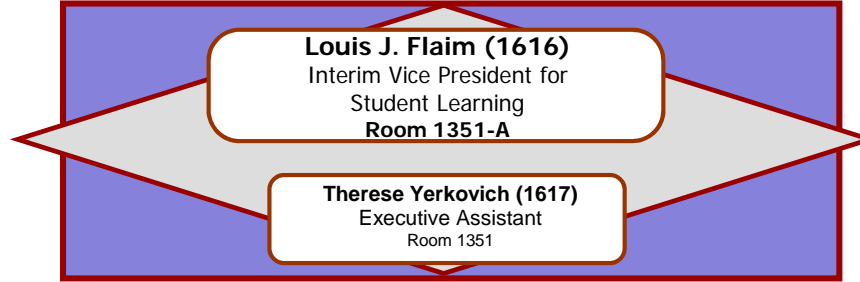 Louis J. Flaim (1616)
Interim Vice President for
Student Learning
Room 1351-A
Therese Yerkovich (1617)
Executive Assistant
Room 1351